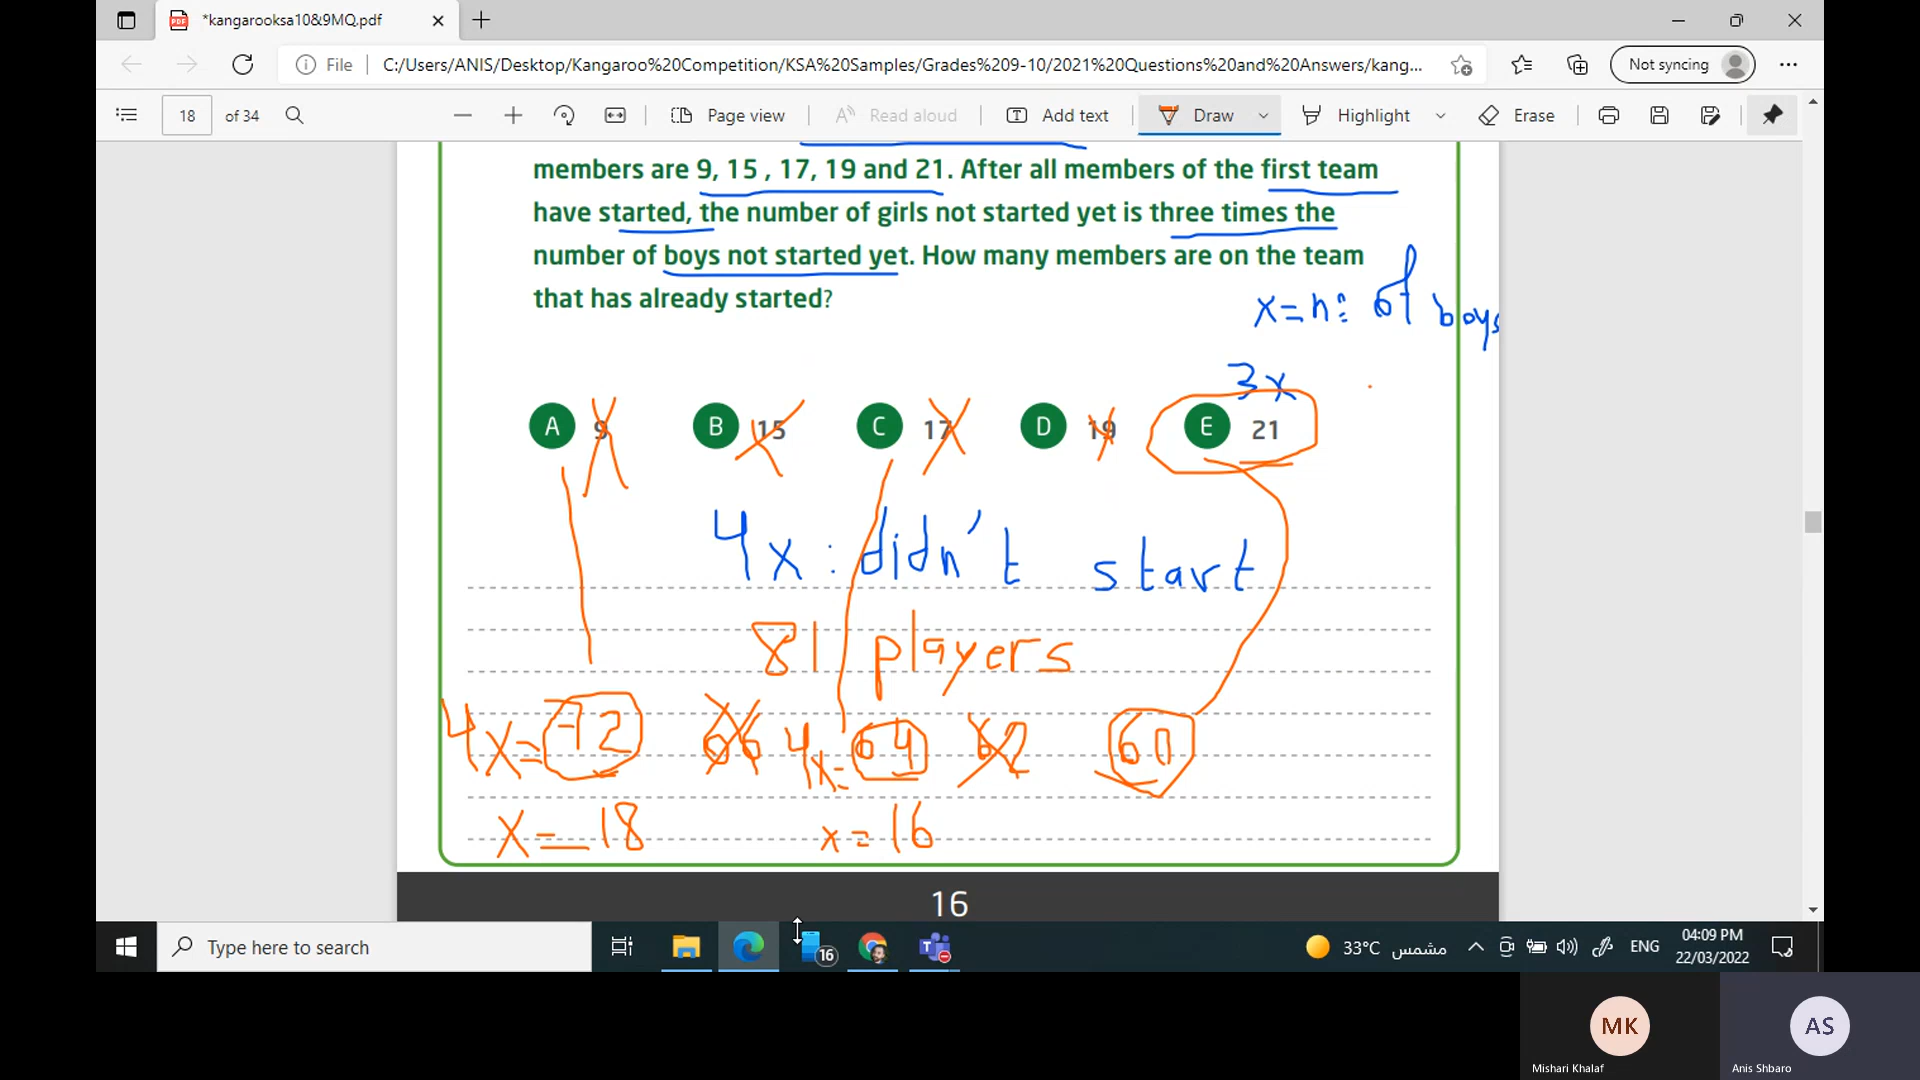 *kangarooksa10&9MQ.pdf
File C:/Users/ANIS/Desktop/Kangaroo%20Competition/KSA%20Samples/Grades%209-10/2021%20Questions%20and%20Answers/kang... Not syncing
18 of 34 Page view Read aloud Add text Draw Highlight Erase
members are 9, 15 , 17, 19 and 21. After all members of the first team
have started, the number of girls not started yet is three times the
number of boys not started yet. How many members are on the team
that has already started?
x=n: of boys
3x
A 9 B 15 C 17 D 19 E 21
4x: didn't start
81 players
4x=72 66 4x=64 62 60
x=18 x=16
16
Type here to search 16 33°C مشمس ENG 04:09 PM
22/03/2022
MK AS
Mishari Khalaf Anis Shbaro